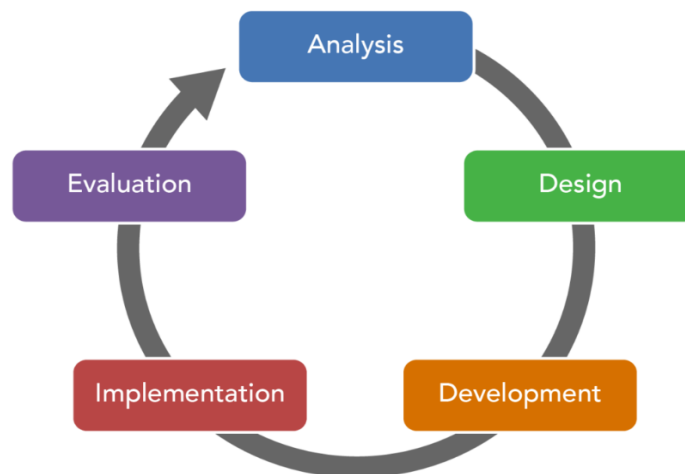 Analysis
Design
Development
Implementation
Evaluation